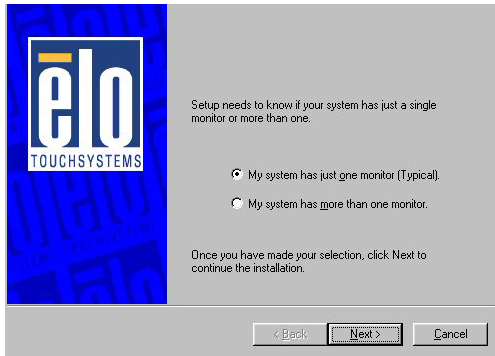 elo
TOUCHSYSTEMS
Setup needs to know if your system has just a single
monitor or more than one.
My system has just one monitor (Typical).
My system has more than one monitor.
Once you have made your selection, click Next to
continue the installation.
< Back
Next >
Cancel